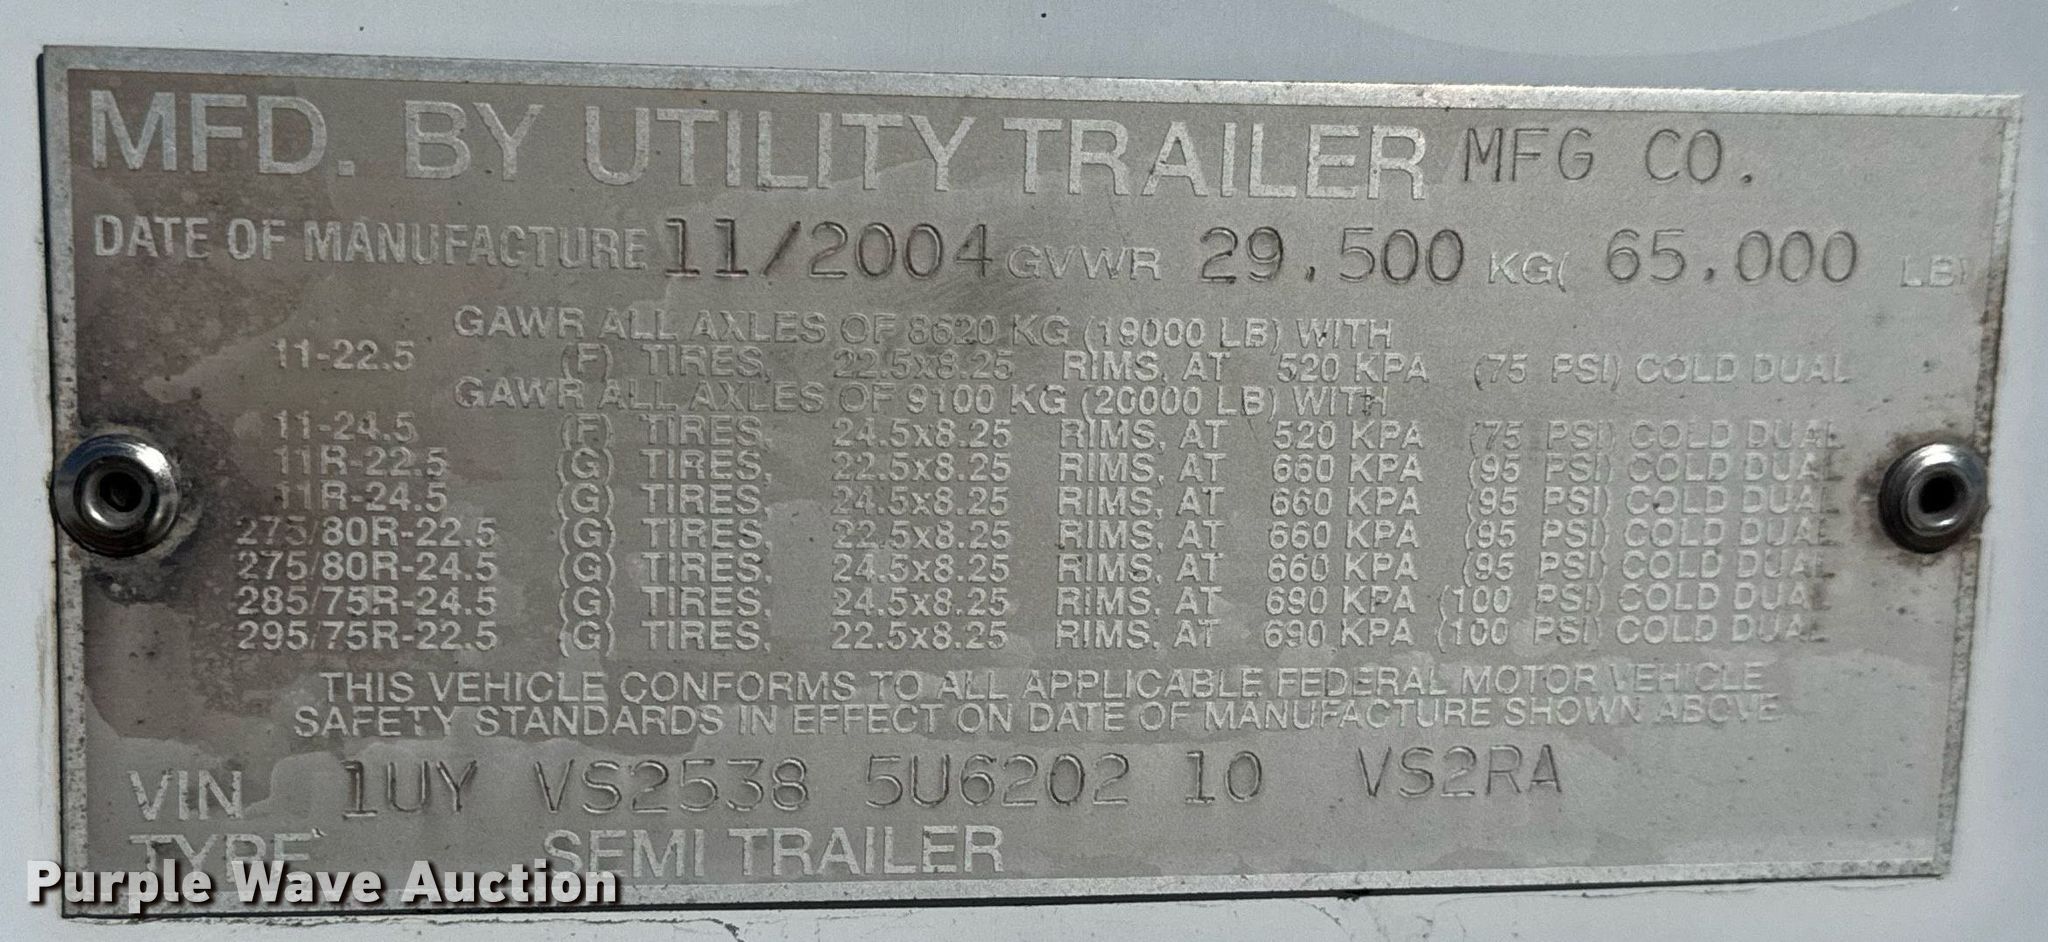 MFD. BY UTILITY TRAILER MFG CO.
DATE OF MANUFACTURE 11/2004 GVWR 29,500 KG( 65,000 LB)
GAWR ALL AXLES OF 8620 KG (19000 LB) WITH
11-22.5 (F) TIRES, 22.5x8.25 RIMS, AT 520 KPA (75 PSI) COLD DUAL
GAWR ALL AXLES OF 9100 KG (20000 LB) WITH
11-24.5 (F) TIRES, 24.5x8.25 RIMS, AT 520 KPA (75 PSI) COLD DUAL
11R-22.5 (G) TIRES, 22.5x8.25 RIMS, AT 660 KPA (95 PSI) COLD DUAL
11R-24.5 (G) TIRES, 24.5x8.25 RIMS, AT 660 KPA (95 PSI) COLD DUAL
275/80R-22.5 (G) TIRES, 22.5x8.25 RIMS, AT 660 KPA (95 PSI) COLD DUAL
275/80R-24.5 (G) TIRES, 24.5x8.25 RIMS, AT 660 KPA (95 PSI) COLD DUAL
285/75R-24.5 (G) TIRES, 24.5x8.25 RIMS, AT 690 KPA (100 PSI) COLD DUAL
295/75R-22.5 (G) TIRES, 22.5x8.25 RIMS, AT 690 KPA (100 PSI) COLD DUAL
THIS VEHICLE CONFORMS TO ALL APPLICABLE FEDERAL MOTOR VEHICLE
SAFETY STANDARDS IN EFFECT ON DATE OF MANUFACTURE SHOWN ABOVE
VIN 1UY VS2538 5U6202 10 VS2RA
TYPE SEMI TRAILER
Purple Wave Auction